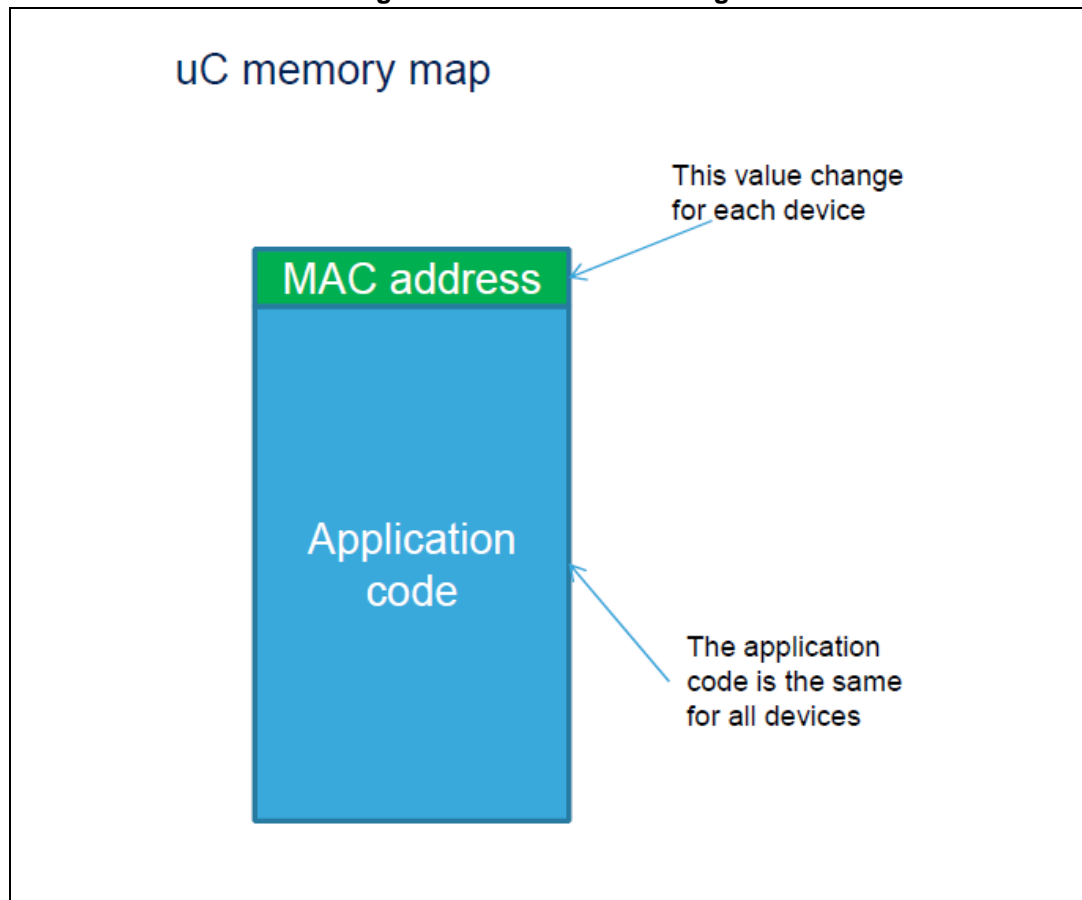 uC memory map
This value change
for each device
MAC address
Application
code
The application
code is the same
for all devices